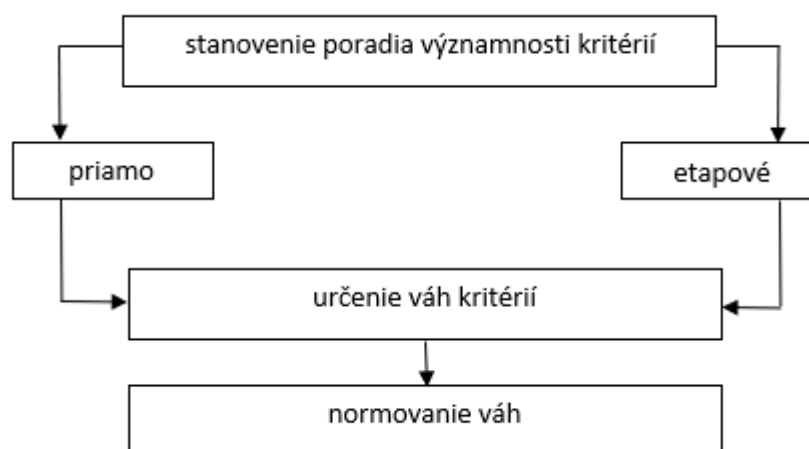 stanovenie poradia významnosti kritérií
priamo
etapové
určenie váh kritérií
normovanie váh